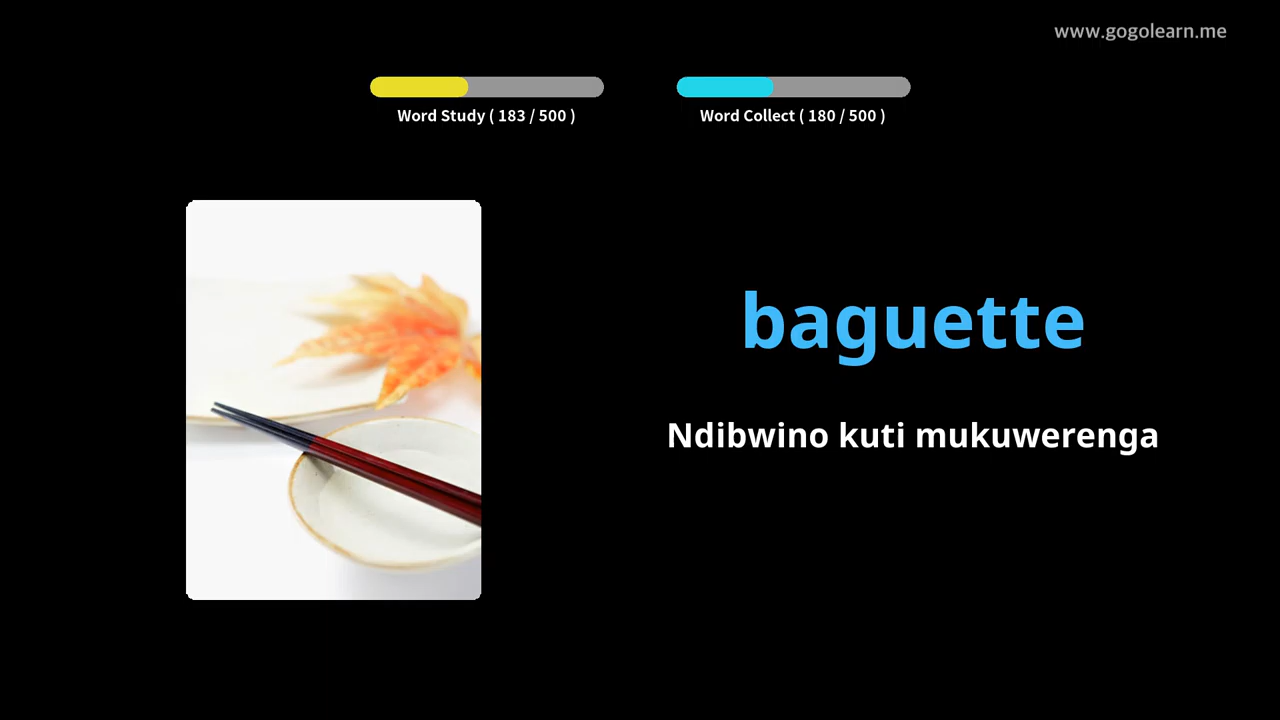 www.gogolearn.me
Word Study ( 183 / 500 )
Word Collect ( 180 / 500 )
baguette
Ndibwino kuti mukuwerenga